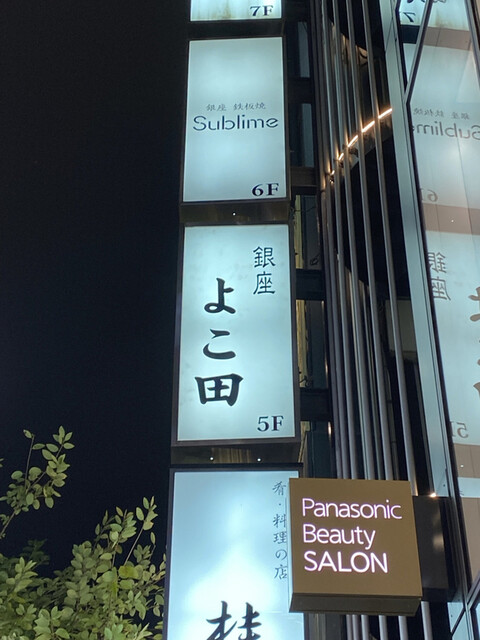 7F
銀座 鉄板焼
Sublime
6F
銀座
よこ田
5F
肴・料理の店
桂
Panasonic
Beauty
SALON